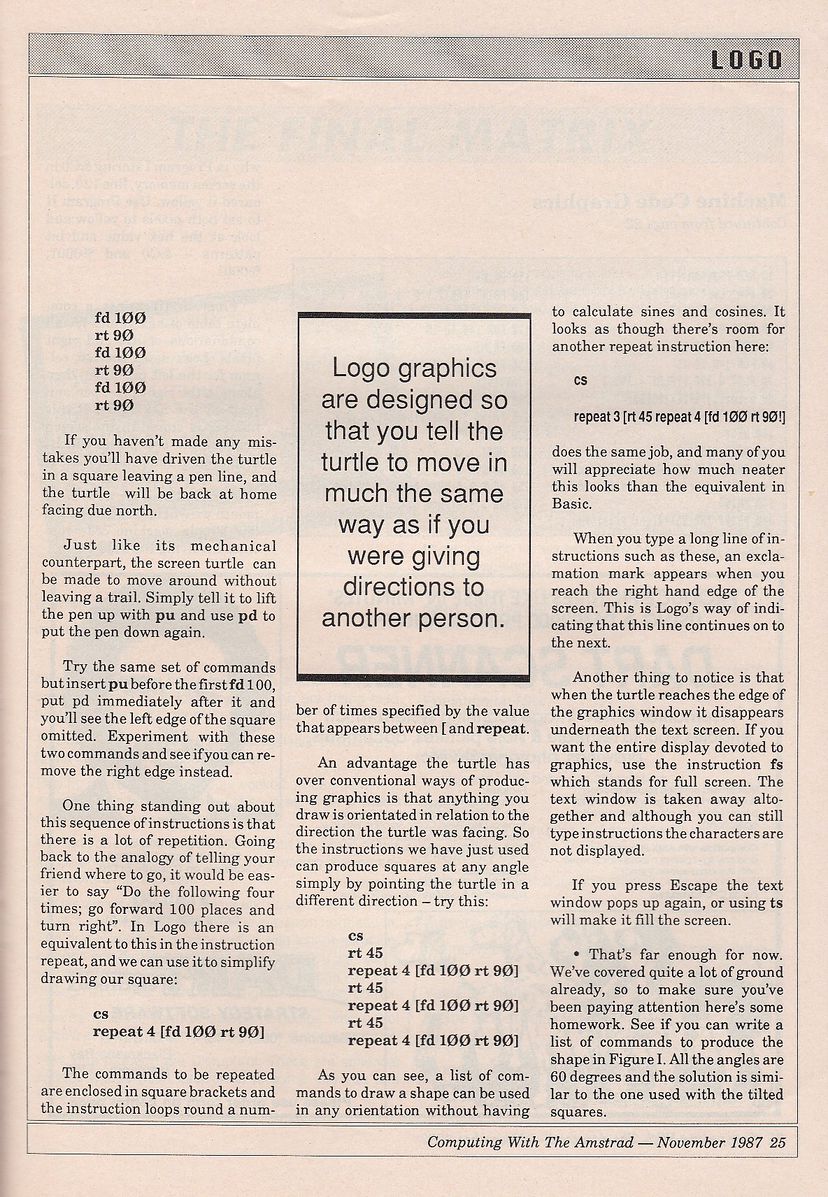 LOGO
fd 1ØØ
rt 9Ø
fd 1ØØ
rt 9Ø
fd 1ØØ
rt 9Ø
If you haven't made any mis-
takes you'll have driven the turtle
in a square leaving a pen line, and
the turtle will be back at home
facing due north.
Just like its mechanical
counterpart, the screen turtle can
be made to move around without
leaving a trail. Simply tell it to lift
the pen up with pu and use pd to
put the pen down again.
Try the same set of commands
but insert pu before the first fd 100,
put pd immediately after it and
you'll see the left edge of the square
omitted. Experiment with these
two commands and see if you can re-
move the right edge instead.
One thing standing out about
this sequence of instructions is that
there is a lot of repetition. Going
back to the analogy of telling your
friend where to go, it would be eas-
ier to say “Do the following four
times; go forward 100 places and
turn right”. In Logo there is an
equivalent to this in the instruction
repeat, and we can use it to simplify
drawing our square:
cs
repeat 4 [fd 1ØØ rt 9Ø]
The commands to be repeated
are enclosed in square brackets and
the instruction loops round a num-
Logo graphics
are designed so
that you tell the
turtle to move in
much the same
way as if you
were giving
directions to
another person.
ber of times specified by the value
that appears between [ and repeat.
An advantage the turtle has
over conventional ways of produc-
ing graphics is that anything you
draw is orientated in relation to the
direction the turtle was facing. So
the instructions we have just used
can produce squares at any angle
simply by pointing the turtle in a
different direction – try this:
cs
rt 45
repeat 4 [fd 1ØØ rt 9Ø]
rt 45
repeat 4 [fd 1ØØ rt 9Ø]
rt 45
repeat 4 [fd 1ØØ rt 9Ø]
As you can see, a list of com-
mands to draw a shape can be used
in any orientation without having
to calculate sines and cosines. It
looks as though there's room for
another repeat instruction here:
cs
repeat 3 [rt 45 repeat 4 [fd 1ØØ rt 9Ø!]
does the same job, and many of you
will appreciate how much neater
this looks than the equivalent in
Basic.
When you type a long line of in-
structions such as these, an excla-
mation mark appears when you
reach the right hand edge of the
screen. This is Logo's way of indi-
cating that this line continues on to
the next.
Another thing to notice is that
when the turtle reaches the edge of
the graphics window it disappears
underneath the text screen. If you
want the entire display devoted to
graphics, use the instruction fs
which stands for full screen. The
text window is taken away alto-
gether and although you can still
type instructions the characters are
not displayed.
If you press Escape the text
window pops up again, or using ts
will make it fill the screen.
• That's far enough for now.
We've covered quite a lot of ground
already, so to make sure you've
been paying attention here's some
homework. See if you can write a
list of commands to produce the
shape in Figure I. All the angles are
60 degrees and the solution is simi-
lar to the one used with the tilted
squares.
Computing With The Amstrad — November 1987 25